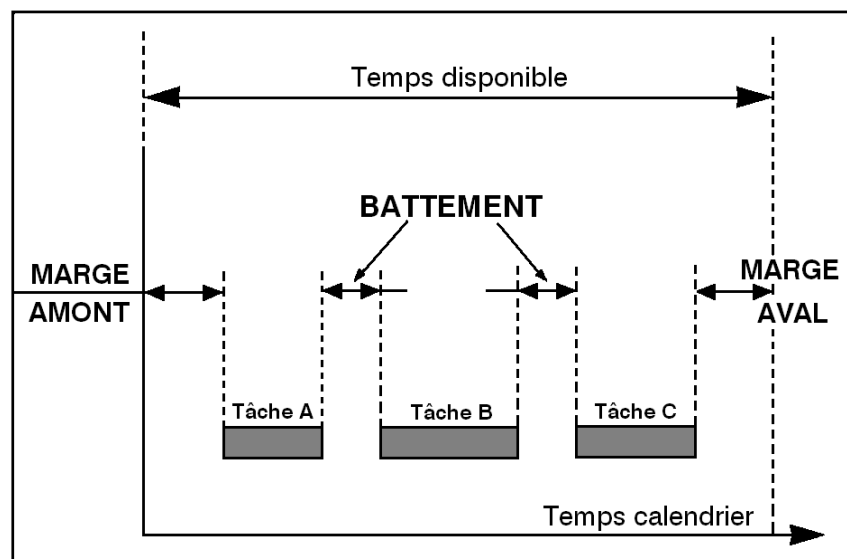 Temps disponible
BATTEMENT
MARGE
AMONT
MARGE
AVAL
Tâche A
Tâche B
Tâche C
Temps calendrier